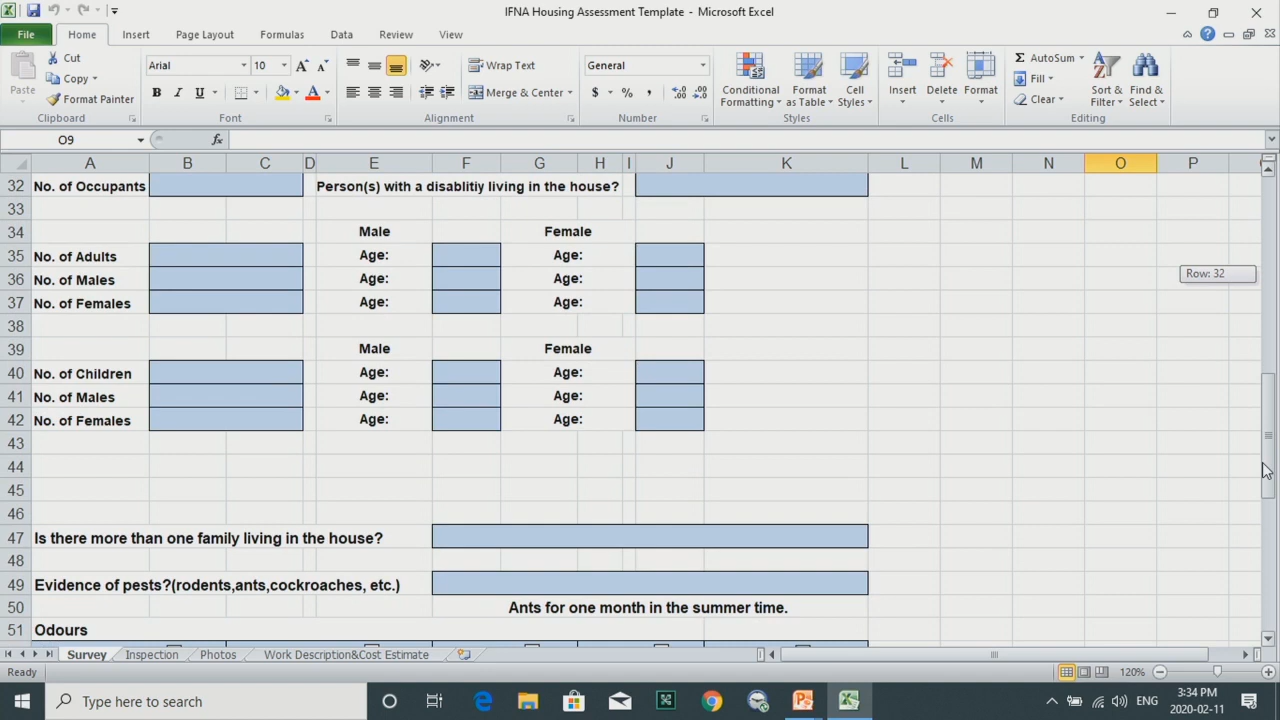 IFNA Housing Assessment Template - Microsoft Excel
File Home Insert Page Layout Formulas Data Review View
Paste Cut Copy Format Painter Clipboard
Arial 10 A A B I U A Font
Wrap Text Merge & Center Alignment
General $ % , .0 .00 .00 .0 Number
Conditional Formatting Format as Table Cell Styles Styles
Insert Delete Format Cells
Σ AutoSum Fill Clear Sort & Filter Find & Select Editing
O9 fx
A B C D E F G H I J K L M N O P
32 No. of Occupants Person(s) with a disablitiy living in the house?
33
34 Male Female
35 No. of Adults Age: Age:
36 No. of Males Age: Age:
37 No. of Females Age: Age:
38
39 Male Female
40 No. of Children Age: Age:
41 No. of Males Age: Age:
42 No. of Females Age: Age:
43
44
45
46
47 Is there more than one family living in the house?
48
49 Evidence of pests?(rodents,ants,cockroaches, etc.)
50 Ants for one month in the summer time.
51 Odours
Row: 32
Survey Inspection Photos Work Description&Cost Estimate
Ready 120%
Type here to search
ENG 3:34 PM
2020-02-11